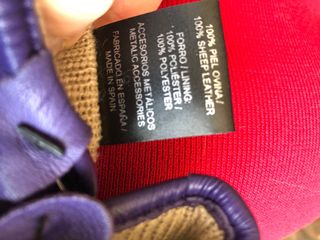 100% PIEL OVINA /
100% SHEEP LEATHER
FORRO / LINING:
100% POLIÉSTER /
100% POLYESTER
ACCESORIOS METÁLICOS
METALIC ACCESSORIES
FABRICADO EN ESPAÑA /
MADE IN SPAIN